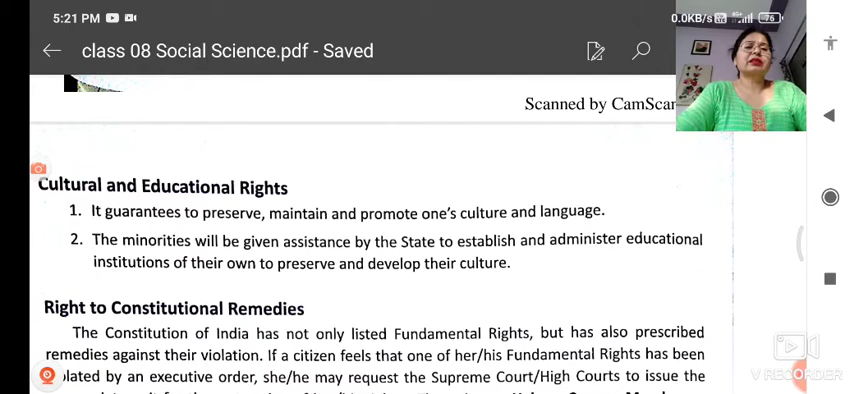 5:21 PM
0.0KB/s
76
class 08 Social Science.pdf - Saved
Scanned by CamScan
Cultural and Educational Rights
1. It guarantees to preserve, maintain and promote one's culture and language.
2. The minorities will be given assistance by the State to establish and administer educational
institutions of their own to preserve and develop their culture.
Right to Constitutional Remedies
The Constitution of India has not only listed Fundamental Rights, but has also prescribed
remedies against their violation. If a citizen feels that one of her/his Fundamental Rights has been
olated by an executive order, she/he may request the Supreme Court/High Courts to issue the
V RECORDER